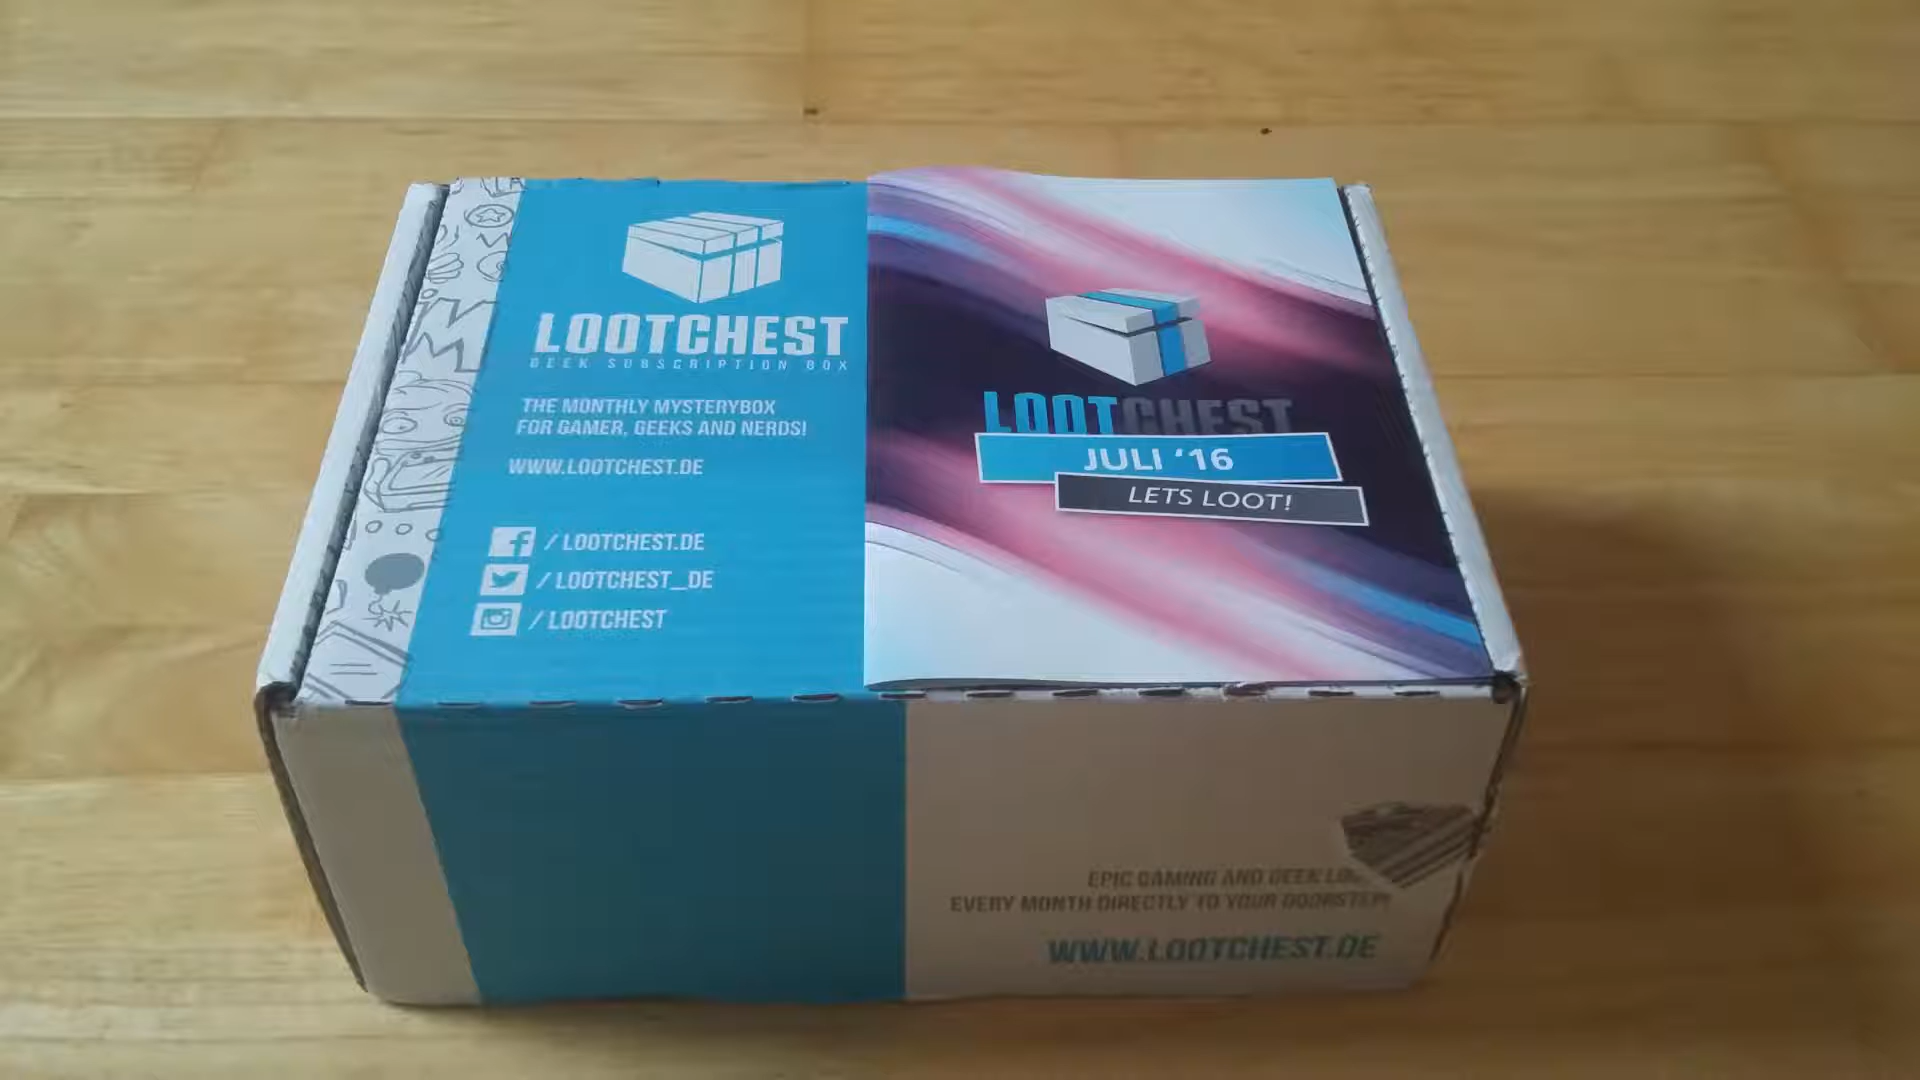 LOOTCHEST
GEEK SUBSCRIPTION BOX
THE MONTHLY MYSTERYBOX
FOR GAMER, GEEKS AND NERDS!
WWW.LOOTCHEST.DE
/ LOOTCHEST.DE
/ LOOTCHEST_DE
/ LOOTCHEST
LOOTCHEST
JULI ‘16
LETS LOOT!
EPIC GAMING AND GEEK
EVERY MONTH DIRECTLY TO YOUR DOORSTEP!
WWW.LOOTCHEST.DE